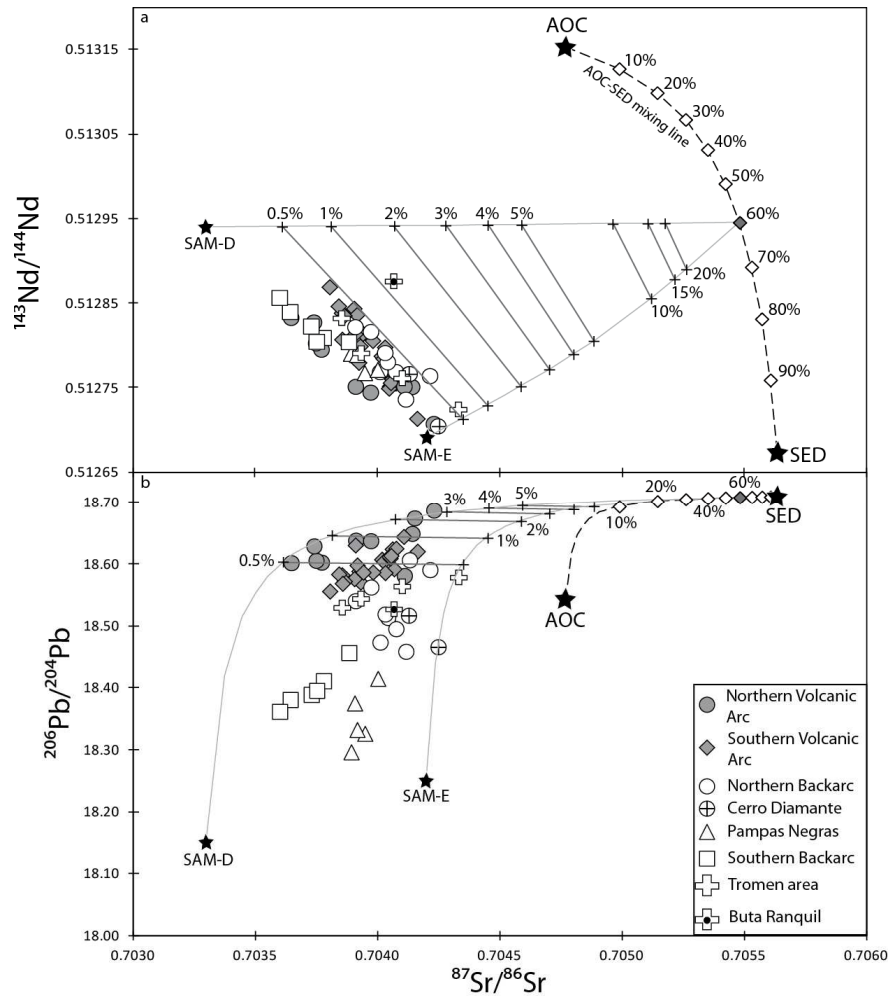 a
AOC
0.51315
10%
20%
AOC-SED mixing line
30%
0.51305
40%
50%
143Nd/144Nd
0.5%
1%
2%
3%
4%
5%
60%
0.51295
SAM-D
70%
20%
15%
0.51285
10%
80%
90%
0.51275
SAM-E
SED
0.51265
b
18.70
3%
4%
5%
20%
60%
10%
40%
SED
2%
1%
18.60
0.5%
AOC
18.50
206Pb/204Pb
18.40
18.30
SAM-E
18.20
SAM-D
18.10
18.00
Northern Volcanic
Arc
Southern Volcanic
Arc
Northern Backarc
Cerro Diamante
Pampas Negras
Southern Backarc
Tromen area
Buta Ranquil
0.7030
0.7035
0.7040
0.7045
0.7050
0.7055
0.7060
87Sr/86Sr